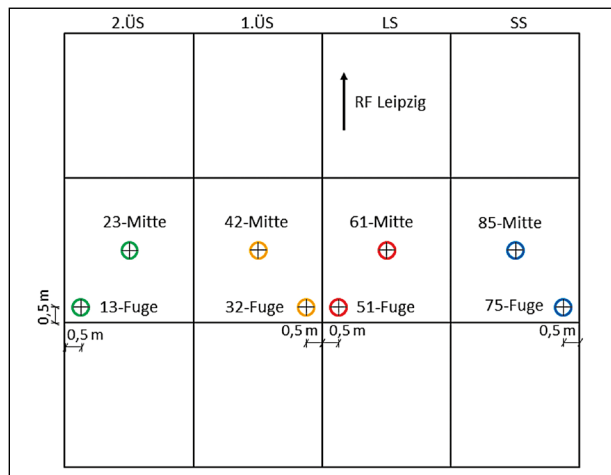 2.ÜS 1.ÜS LS SS
RF Leipzig
23-Mitte 42-Mitte 61-Mitte 85-Mitte
13-Fuge 32-Fuge 51-Fuge 75-Fuge
0,5 m
0,5 m 0,5 m 0,5 m 0,5 m